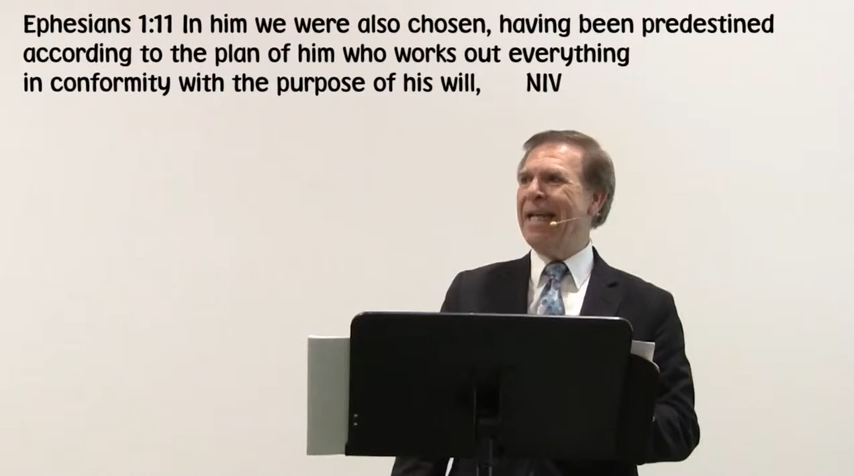 Ephesians 1:11 In him we were also chosen, having been predestined
according to the plan of him who works out everything
in conformity with the purpose of his will, NIV